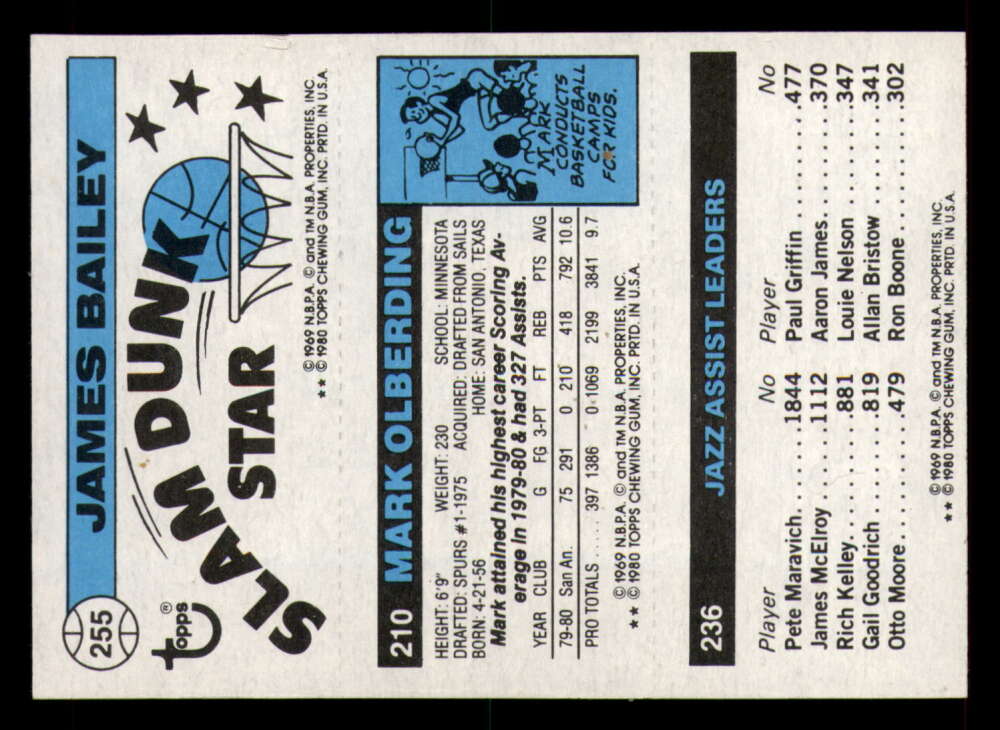 255 JAMES BAILEY
Topps®
SLAM DUNK
STAR
© 1969 N.B.P.A. © and TM N.B.A. PROPERTIES, INC.
★★ © 1980 TOPPS CHEWING GUM, INC. PRTD. IN U.S.A.
210 MARK OLBERDING
HEIGHT: 6'9" WEIGHT: 230 SCHOOL: MINNESOTA
DRAFTED: SPURS #1-1975 ACQUIRED: DRAFTED FROM SAILS
BORN: 4-21-56 HOME: SAN ANTONIO, TEXAS
Mark attained his highest career Scoring Av-
erage in 1979-80 & had 327 Assists.
YEAR CLUB G FG 3-PT FT REB PTS AVG
79-80 San An. 75 291 0 210 418 792 10.6
PRO TOTALS ..... 397 1386 0 1069 2199 3841 9.7
© 1969 N.B.P.A. © and TM N.B.A. PROPERTIES, INC.
★★ © 1980 TOPPS CHEWING GUM, INC. PRTD. IN U.S.A.
MARK
CONDUCTS
BASKETBALL
CAMPS
FOR KIDS.
236 JAZZ ASSIST LEADERS
Player No Player No
Pete Maravich.......1844 Paul Griffin..........477
James McElroy.....1112 Aaron James........370
Rich Kelley..........881 Louie Nelson........347
Gail Goodrich.......819 Allan Bristow........341
Otto Moore..........479 Ron Boone...........302
© 1969 N.B.P.A. © and TM N.B.A. PROPERTIES, INC.
★★ © 1980 TOPPS CHEWING GUM, INC. PRTD. IN U.S.A.